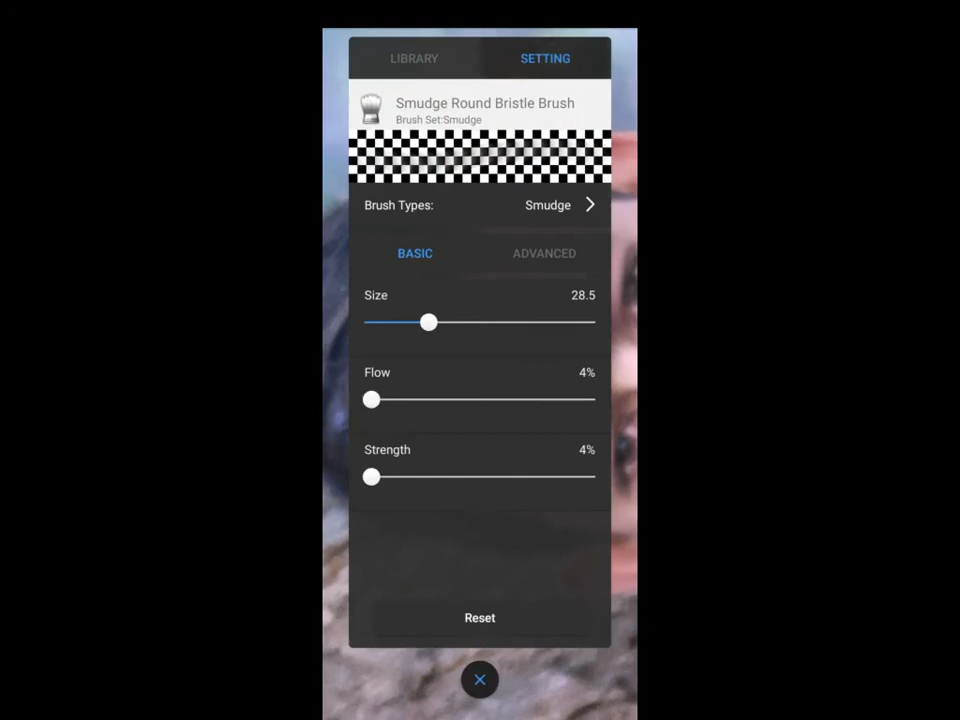 LIBRARY SETTING
Smudge Round Bristle Brush
Brush Set:Smudge
Brush Types: Smudge
BASIC ADVANCED
Size 28.5
Flow 4%
Strength 4%
Reset